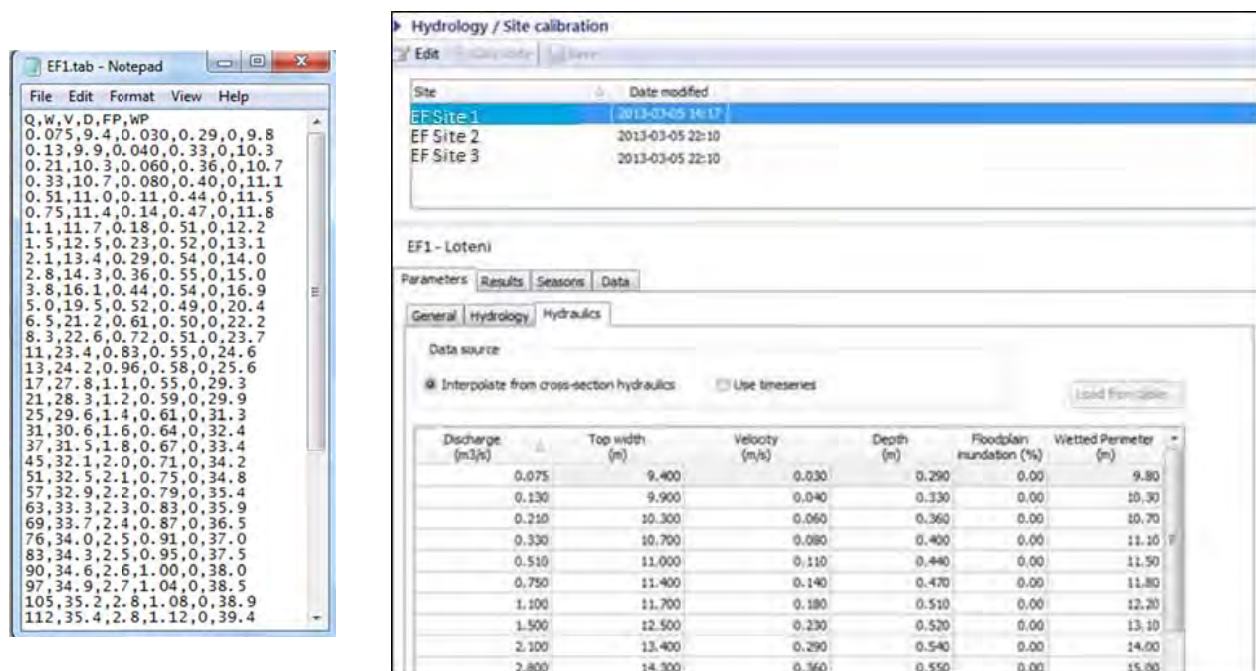 EF1.tab - Notepad
File Edit Format View Help
Q,W,V,D,FP,WP
0.075,9.4,0.030,0.29,0,9.8
0.13,9.9,0.040,0.33,0,10.3
0.21,10.3,0.060,0.36,0,10.7
0.33,10.7,0.080,0.40,0,11.1
0.51,11.0,0.11,0.44,0,11.5
0.75,11.4,0.14,0.47,0,11.8
1.1,11.7,0.18,0.51,0,12.2
1.5,12.5,0.23,0.52,0,13.1
2.1,13.4,0.29,0.54,0,14.0
2.8,14.3,0.36,0.55,0,15.0
3.8,16.1,0.44,0.54,0,16.9
5.0,19.5,0.52,0.49,0,20.4
6.5,21.2,0.61,0.50,0,22.2
8.3,22.6,0.72,0.51,0,23.7
11,23.4,0.83,0.55,0,24.6
13,24.2,0.96,0.58,0,25.6
17,27.8,1.1,0.55,0,29.3
21,28.3,1.2,0.59,0,29.9
25,29.6,1.4,0.61,0,31.3
31,30.6,1.6,0.64,0,32.4
37,31.5,1.8,0.67,0,33.4
45,32.1,2.0,0.71,0,34.2
51,32.5,2.1,0.75,0,34.8
57,32.9,2.2,0.79,0,35.4
63,33.3,2.3,0.83,0,35.9
69,33.7,2.4,0.87,0,36.5
76,34.0,2.5,0.91,0,37.0
83,34.3,2.5,0.95,0,37.5
90,34.6,2.6,1.00,0,38.0
97,34.9,2.7,1.04,0,38.5
105,35.2,2.8,1.08,0,38.9
112,35.4,2.8,1.12,0,39.4
Hydrology / Site calibration
Edit Save
Site Date modified
EF Site 1 2013-03-05 14:17
EF Site 2 2013-03-05 22:10
EF Site 3 2013-03-05 22:10
EF1 - Loteni
Parameters Results Seasons Data
General Hydrology Hydraulics
Data source
Interpolate from cross-section hydraulics Use timeseries
Discharge (m3/s) Top width (m) Velocity (m/s) Depth (m) Floodplain inundation (%) Wetted Perimeter (m)
0.075 9.400 0.030 0.290 0.00 9.80
0.130 9.900 0.040 0.330 0.00 10.30
0.210 10.300 0.060 0.360 0.00 10.70
0.330 10.700 0.080 0.400 0.00 11.10
0.510 11.000 0.110 0.440 0.00 11.50
0.750 11.400 0.140 0.470 0.00 11.80
1.100 11.700 0.180 0.510 0.00 12.20
1.500 12.500 0.230 0.520 0.00 13.10
2.100 13.400 0.290 0.540 0.00 14.00
2.800 14.300 0.360 0.550 0.00 15.00